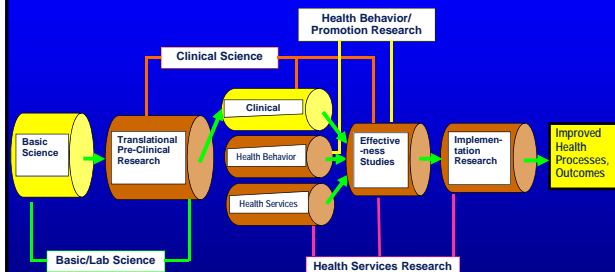 Health Behavior/
Promotion Research
Clinical Science
Clinical
Basic
Science
Translational
Pre-Clinical
Research
Health Behavior
Health Services
Effective
-ness
Studies
Implemen-
tation
Research
Improved
Health
Processes,
Outcomes
Basic/Lab Science
Health Services Research